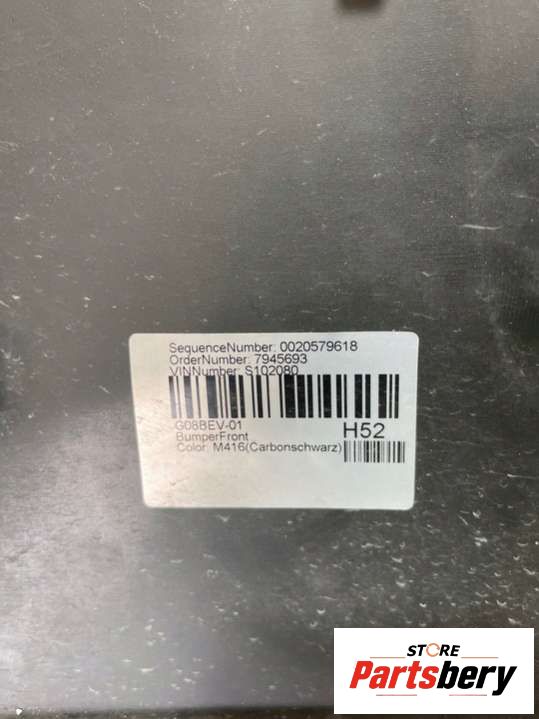 SequenceNumber: 0020579618
OrderNumber: 7945693
VINNumber: S102080
G08BEV-01
BumperFront
H52
Color: M416(Carbonschwarz)
STORE
Partsbery